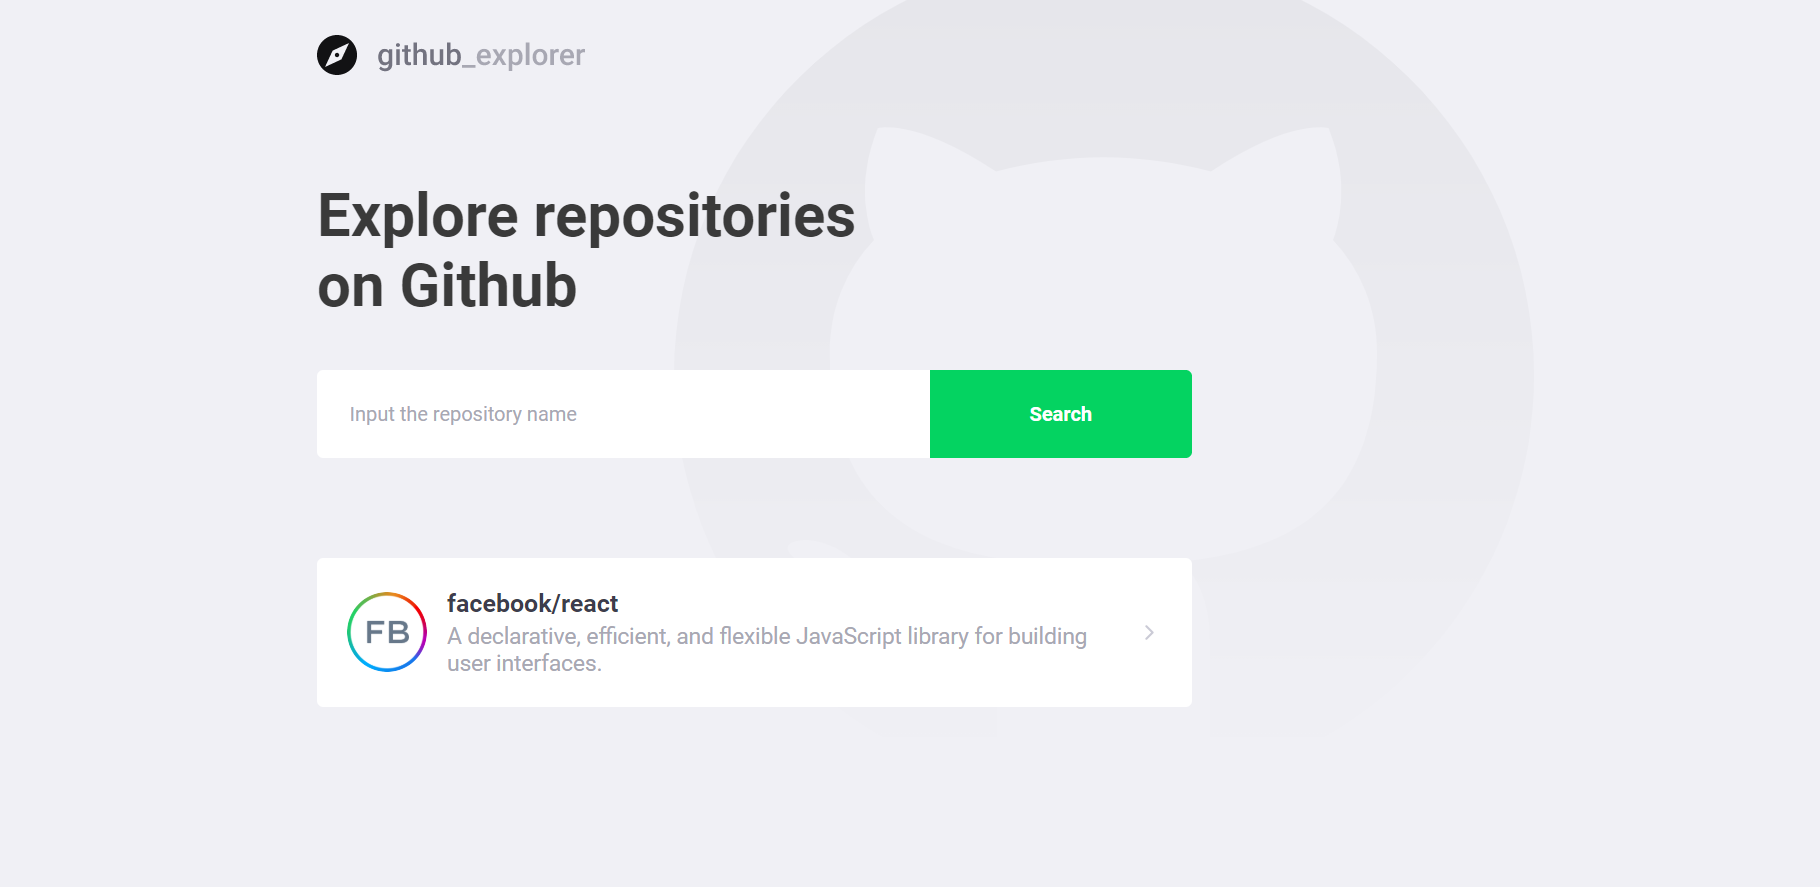 github_explorer
Explore repositories
on Github
Input the repository name
Search
FB
facebook/react
A declarative, efficient, and flexible JavaScript library for building
user interfaces.